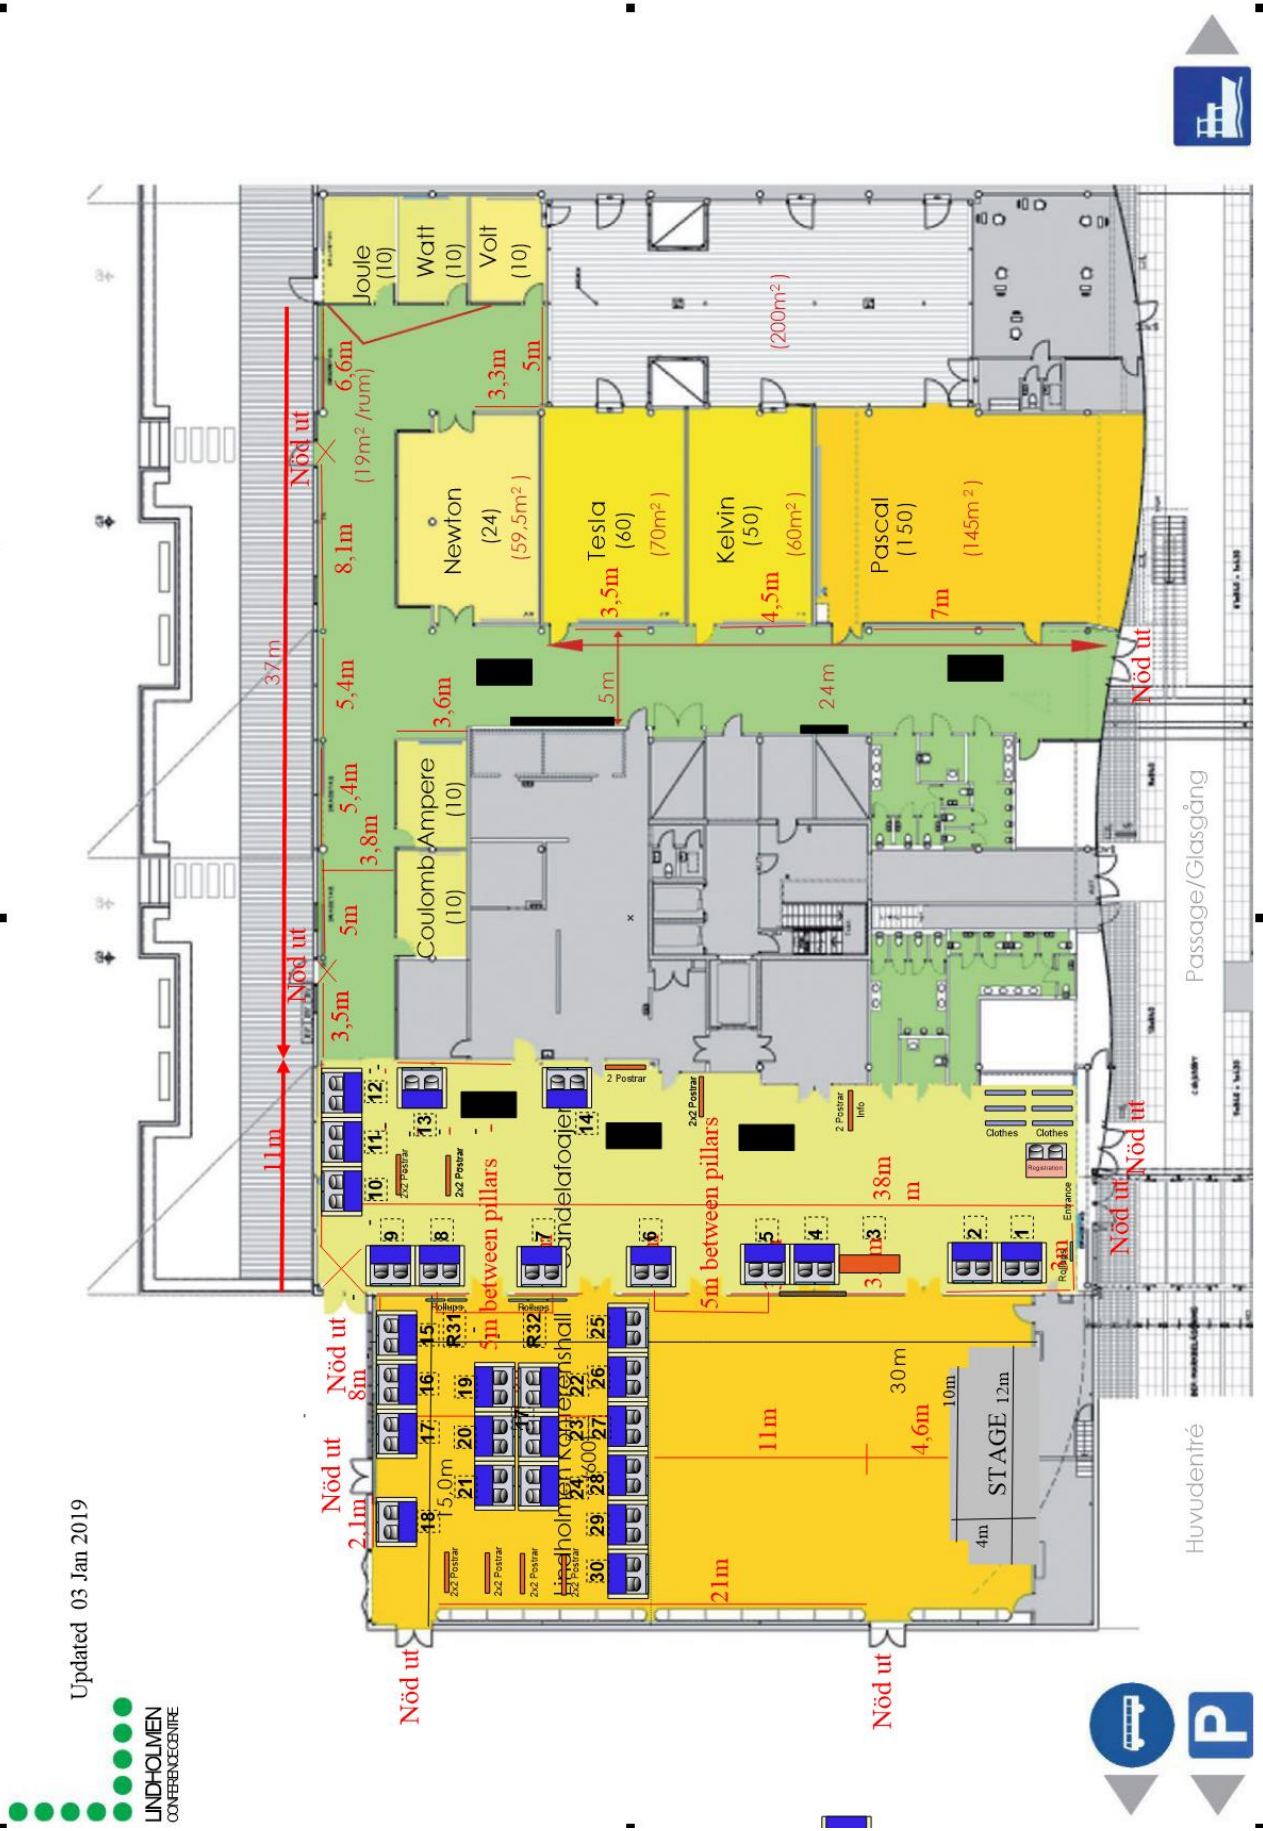 Updated 03 Jan 2019
LINDHOLMEN
CONFERENCE CENTRE
Joule
(10)
Watt
(10)
Volt
(10)
6,6m
(19m² /rum)
3,3m
5m
(200m²)
Nöd ut
8,1m
Newton
(24)
(59,5m²)
Tesla
(60)
(70m²)
3,5m
Kelvin
(50)
(60m²)
4,5m
Pascal
(150)
(145m²)
7m
Nöd ut
37m
5,4m
3,6m
5m
24m
5,4m
3,8m
5m
Ampere
(10)
Coulomb
(10)
Nöd ut
3,5m
Passage/Glasgång
11m
12
11
10
13
14
2 Postrar
2x2 Postrar
2 Postrar
Info
2x2 Postrar
2x2 Postrar
Clothes
Clothes
Registration
Entrance
Nöd ut
Nöd ut
38m
m
5m between pillars
5m between pillars
9
8
7
6
5
4
3
2
1
Rollups
Rollups
Nöd ut
8m
15
R31
R32
25
16
19
22
26
17
20
23
27
21
24
28
18
29
30
15,0m
Lindholmen Konferenshall
(600)
30m
11m
4,6m
10m
12m
STAGE
4m
Nöd ut
2,1m
2x2 Postrar
2x2 Postrar
2x2 Postrar
2x2 Postrar
21m
Nöd ut
Nöd ut
Huvudentré
P